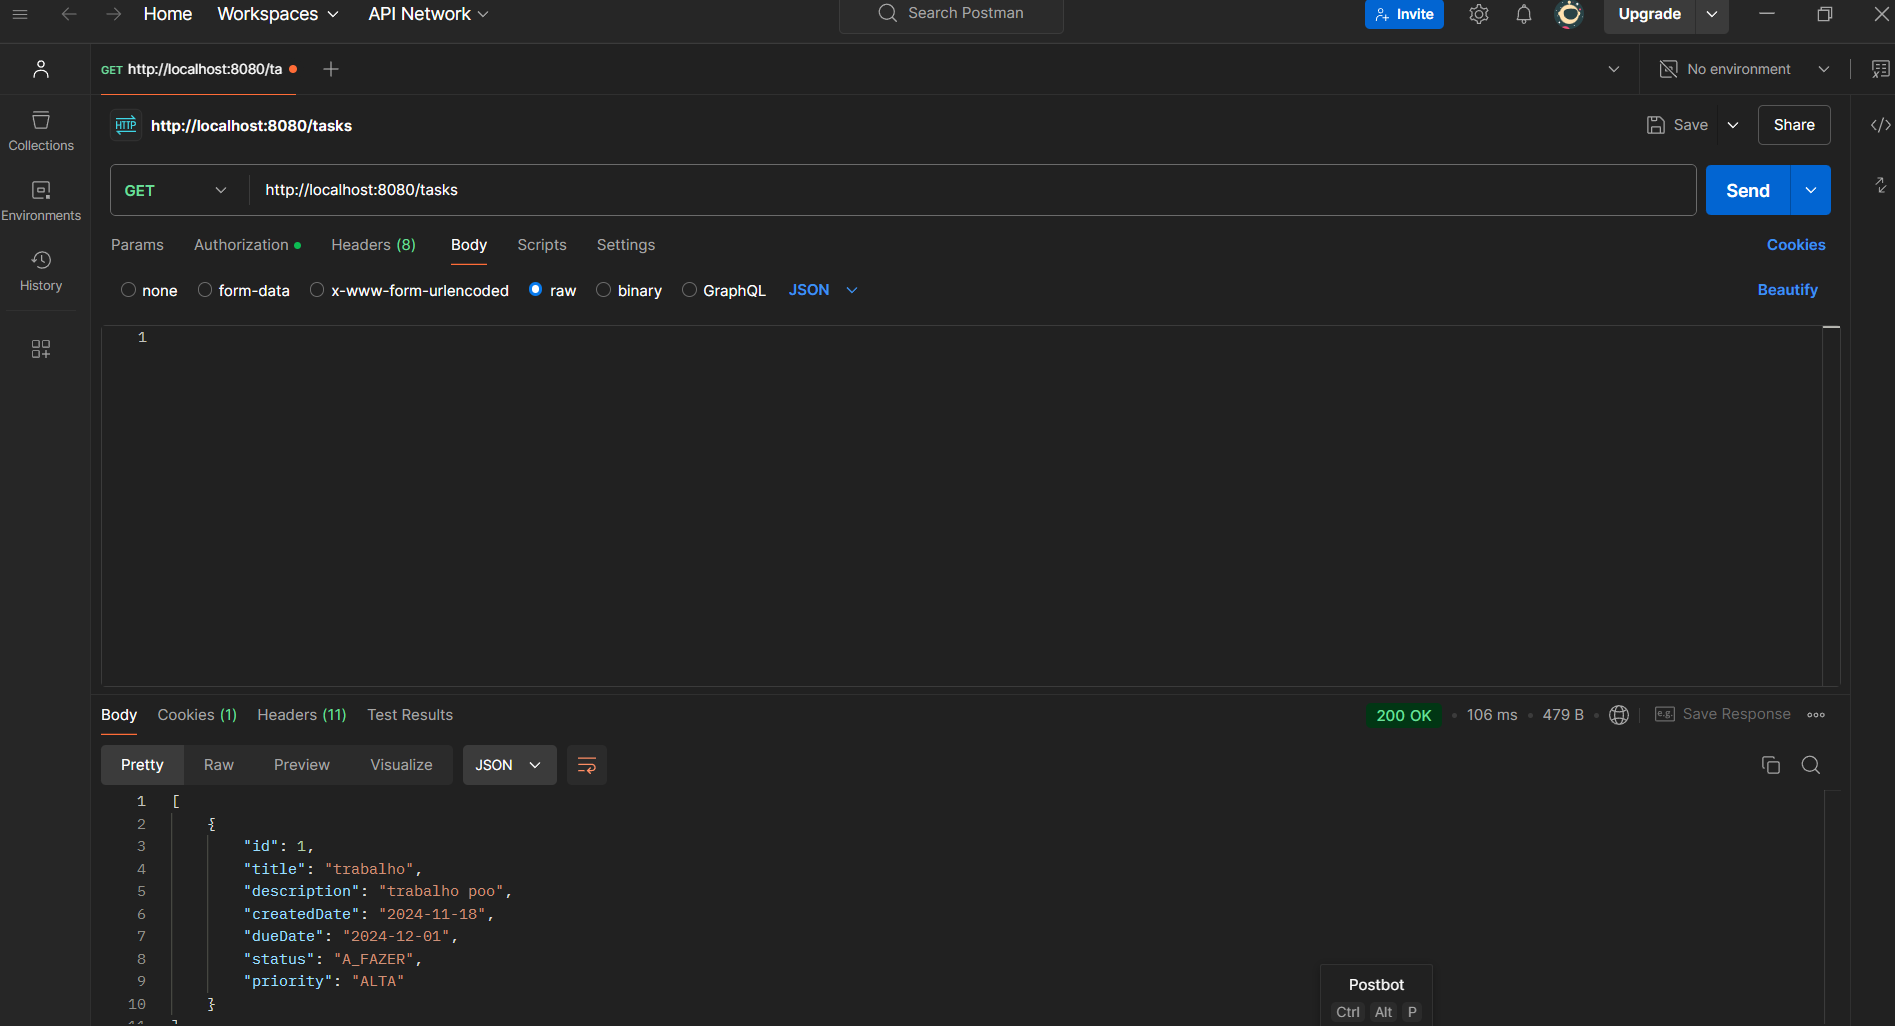 Home Workspaces API Network Search Postman Invite Upgrade
GET http://localhost:8080/ta No environment
HTTP http://localhost:8080/tasks Save Share
Collections
Environments
History
GET http://localhost:8080/tasks Send
Params Authorization Headers (8) Body Scripts Settings Cookies
none form-data x-www-form-urlencoded raw binary GraphQL JSON Beautify
1
Body Cookies (1) Headers (11) Test Results 200 OK 106 ms 479 B e.g. Save Response
Pretty Raw Preview Visualize JSON
1 [
2 {
3 "id": 1,
4 "title": "trabalho",
5 "description": "trabalho poo",
6 "createdDate": "2024-11-18",
7 "dueDate": "2024-12-01",
8 "status": "A_FAZER",
9 "priority": "ALTA"
10 }
11 ]
Postbot
Ctrl Alt P